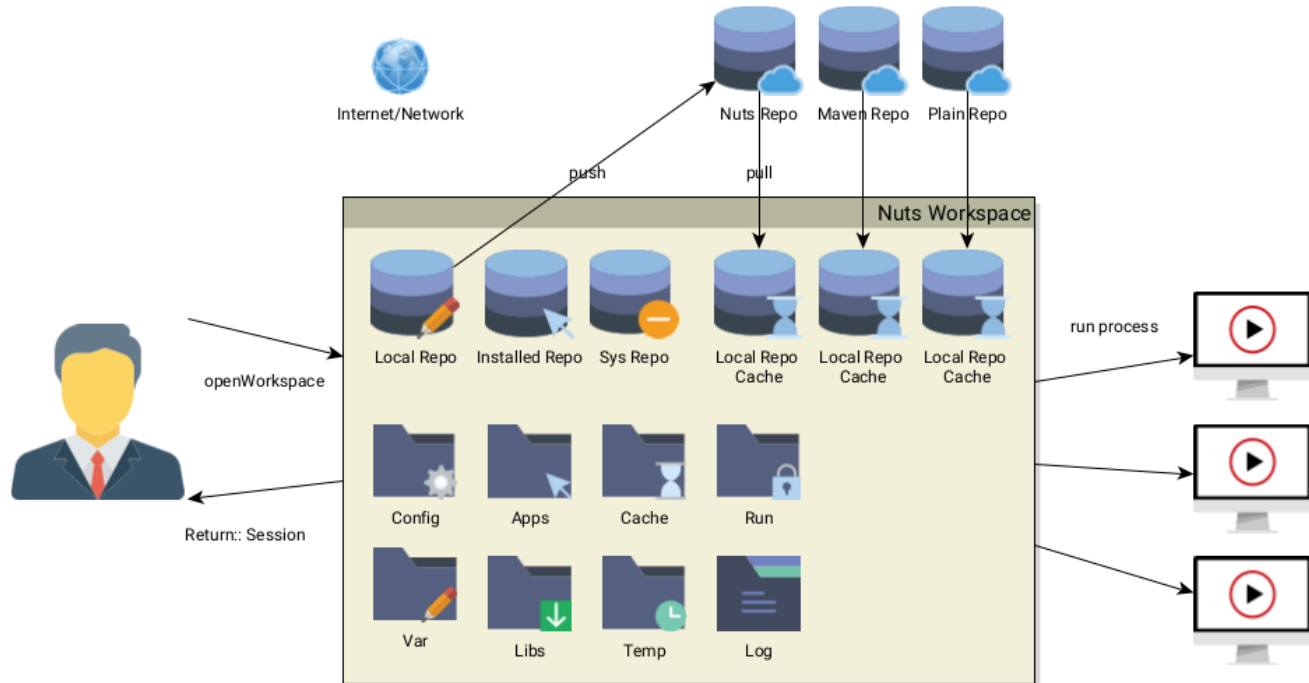 Internet/Network
Nuts Repo
Maven Repo
Plain Repo
push
pull
Nuts Workspace
Local Repo
Installed Repo
Sys Repo
Local Repo
Cache
Local Repo
Cache
Local Repo
Cache
run process
openWorkspace
Config
Apps
Cache
Run
Return:: Session
Var
Libs
Temp
Log